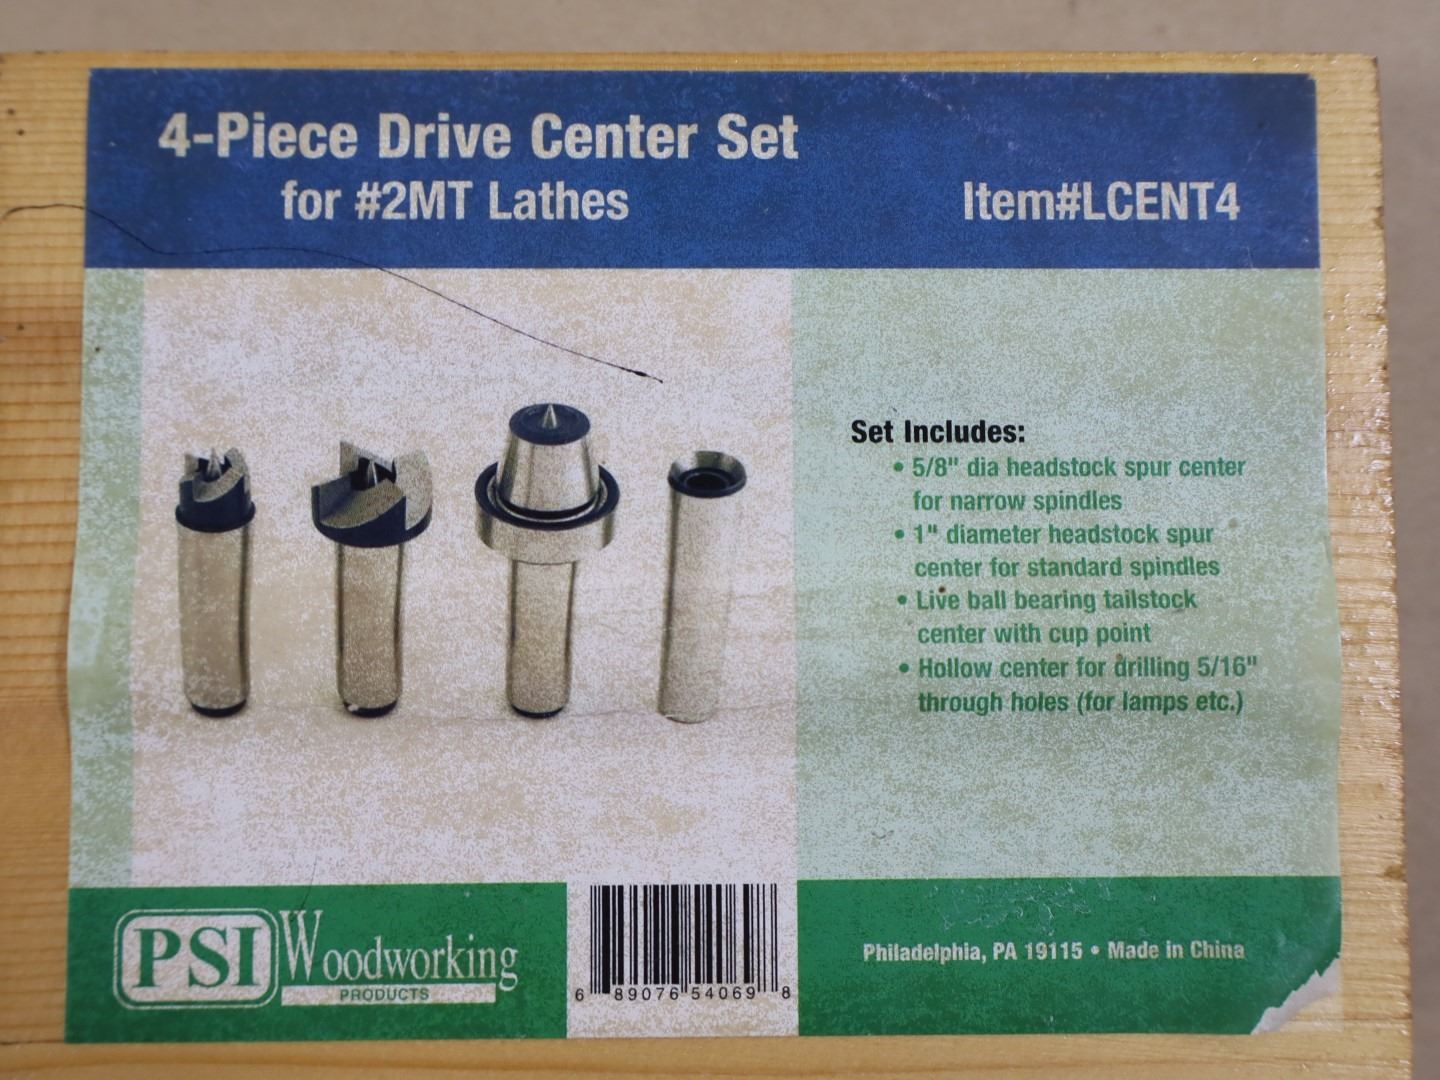 4-Piece Drive Center Set
for #2MT Lathes
Item#LCENT4
Set Includes:
• 5/8" dia headstock spur center
for narrow spindles
• 1" diameter headstock spur
center for standard spindles
• Live ball bearing tailstock
center with cup point
• Hollow center for drilling 5/16"
through holes (for lamps etc.)
PSI Woodworking
PRODUCTS
6 89076 54069 8
Philadelphia, PA 19115 • Made in China